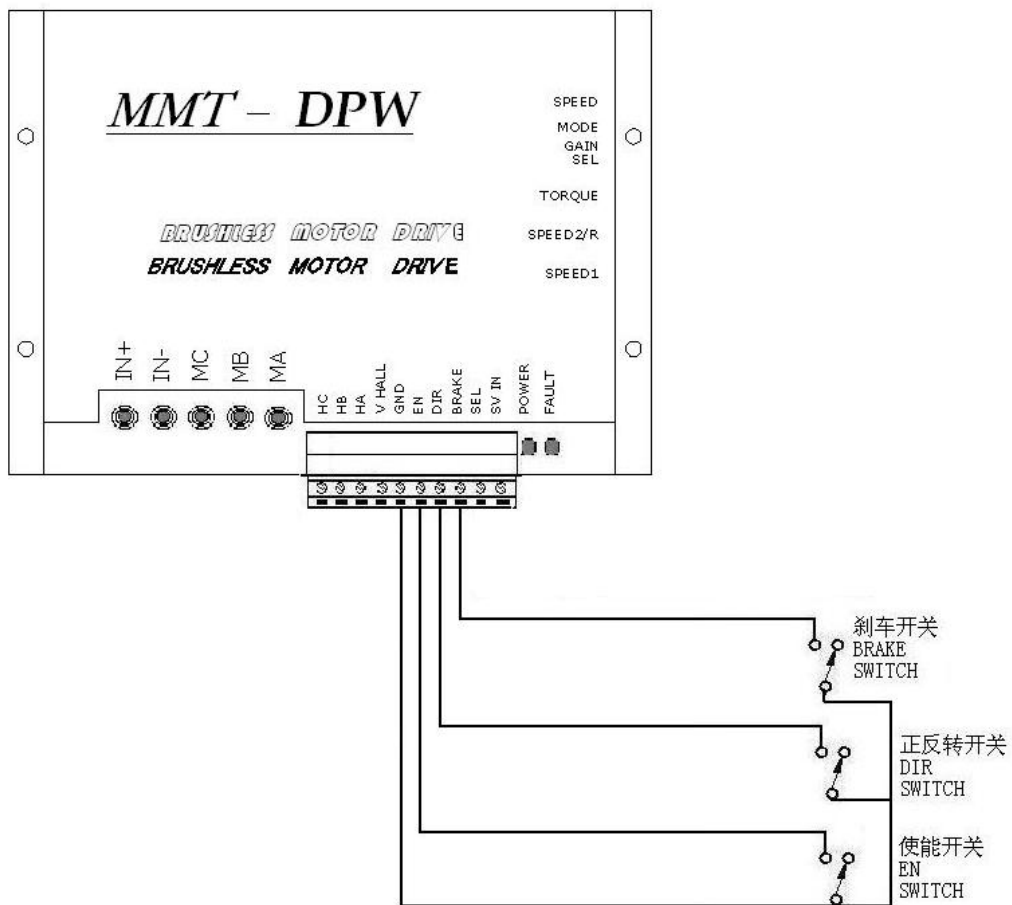 MMT - DPW
BRUSHLESS MOTOR DRIVE
BRUSHLESS MOTOR DRIVE
SPEED
MODE
GAIN
SEL
TORQUE
SPEED2/R
SPEED1
IN+
IN-
MC
MB
MA
HC
HB
HA
V HALL
GND
EN
DIR
BRAKE
SEL
SV IN
POWER
FAULT
刹车开关
BRAKE
SWITCH
正反转开关
DIR
SWITCH
使能开关
EN
SWITCH